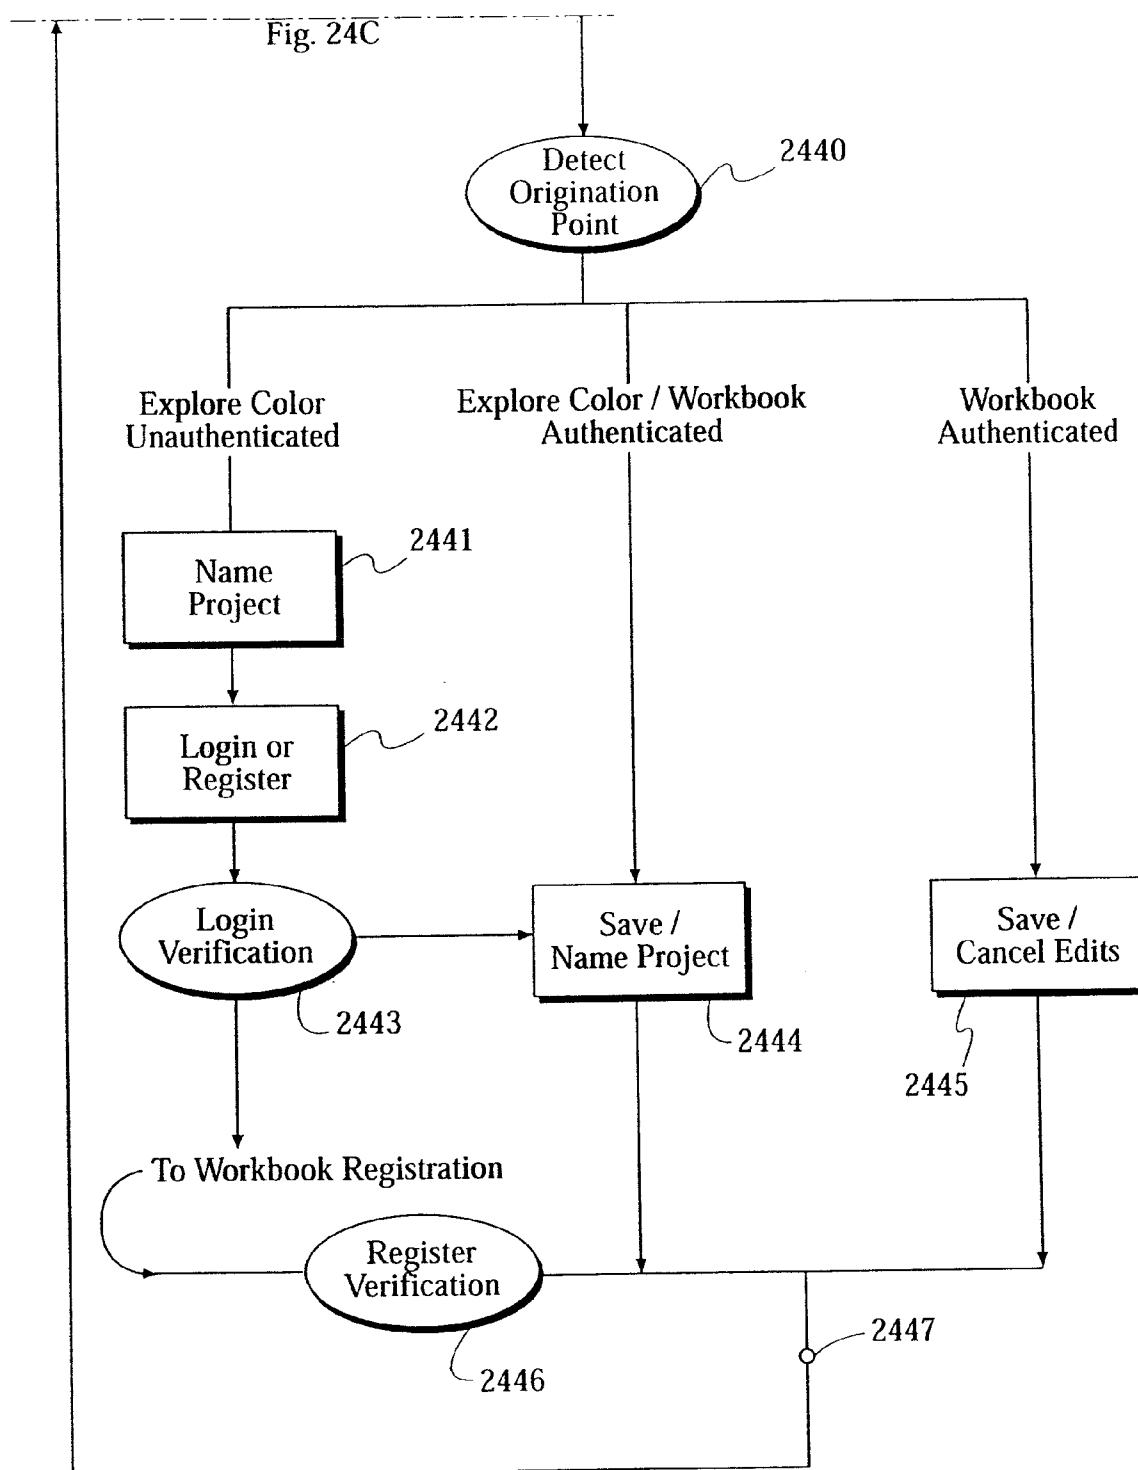 Fig. 24C
Detect
Origination
Point
2440
Explore Color
Unauthenticated
Explore Color / Workbook
Authenticated
Workbook
Authenticated
Name
Project
2441
Login or
Register
2442
Login
Verification
2443
Save /
Name Project
2444
Save /
Cancel Edits
2445
To Workbook Registration
Register
Verification
2446
2447